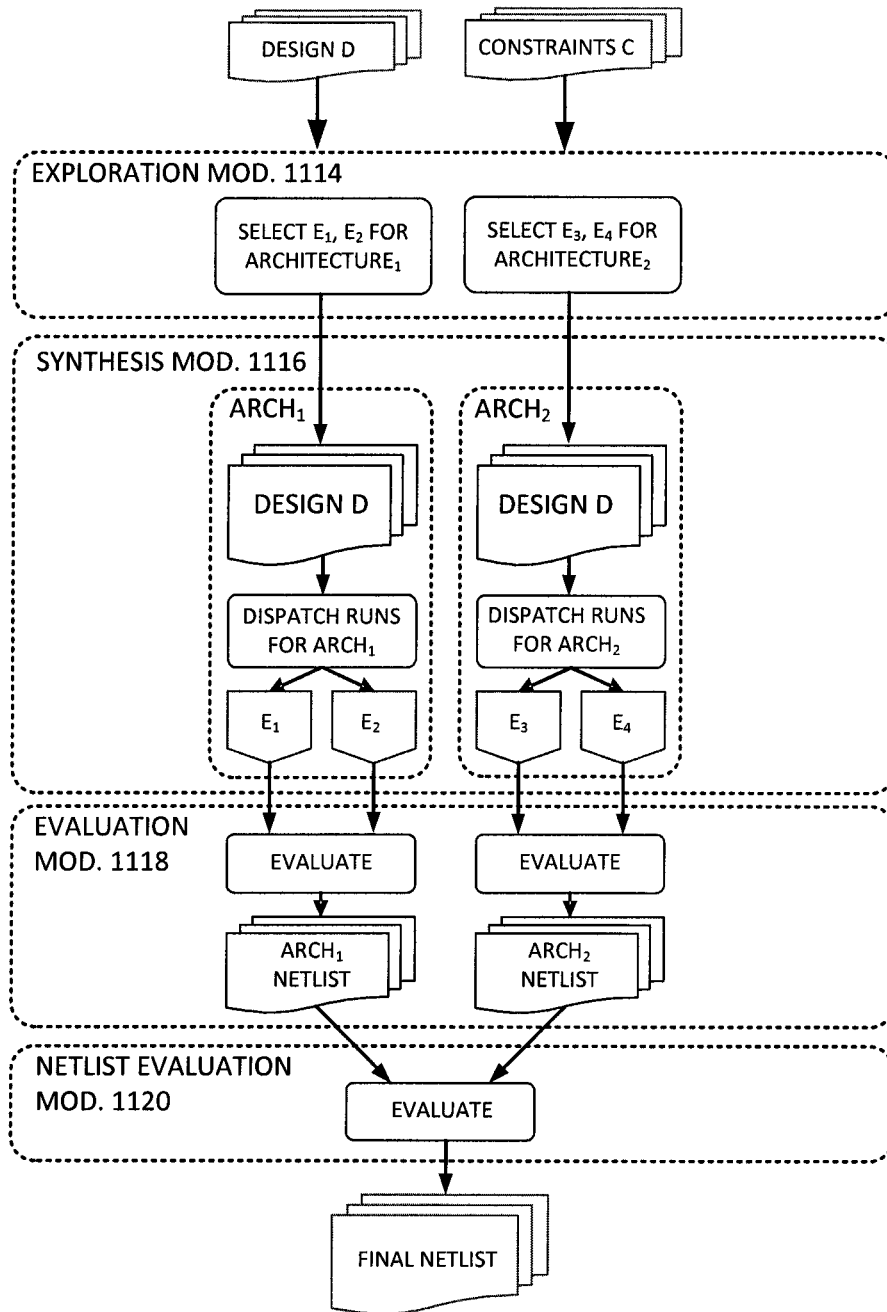 DESIGN D
CONSTRAINTS C
EXPLORATION MOD. 1114
SELECT E₁, E₂ FOR
ARCHITECTURE₁
SELECT E₃, E₄ FOR
ARCHITECTURE₂
SYNTHESIS MOD. 1116
ARCH₁
ARCH₂
DESIGN D
DESIGN D
DISPATCH RUNS
FOR ARCH₁
DISPATCH RUNS
FOR ARCH₂
E₁
E₂
E₃
E₄
EVALUATION
MOD. 1118
EVALUATE
EVALUATE
ARCH₁
NETLIST
ARCH₂
NETLIST
NETLIST EVALUATION
MOD. 1120
EVALUATE
FINAL NETLIST